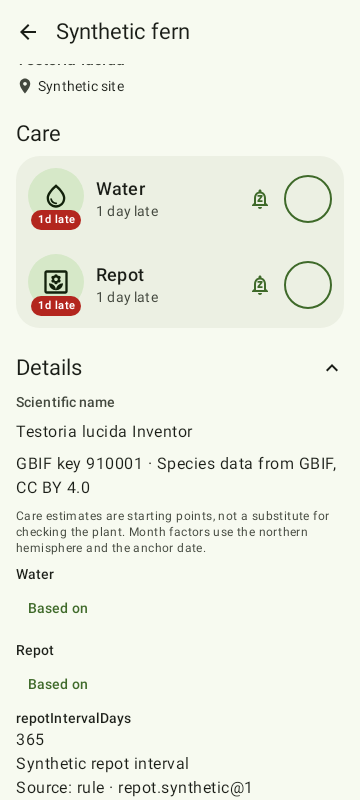 Synthetic fern
Synthetic site
Care
Water
1 day late
1d late
Repot
1 day late
1d late
Details
Scientific name
Testoria lucida Inventor
GBIF key 910001 · Species data from GBIF,
CC BY 4.0
Care estimates are starting points, not a substitute for
checking the plant. Month factors use the northern
hemisphere and the anchor date.
Water
Based on
Repot
Based on
repotIntervalDays
365
Synthetic repot interval
Source: rule · repot.synthetic@1